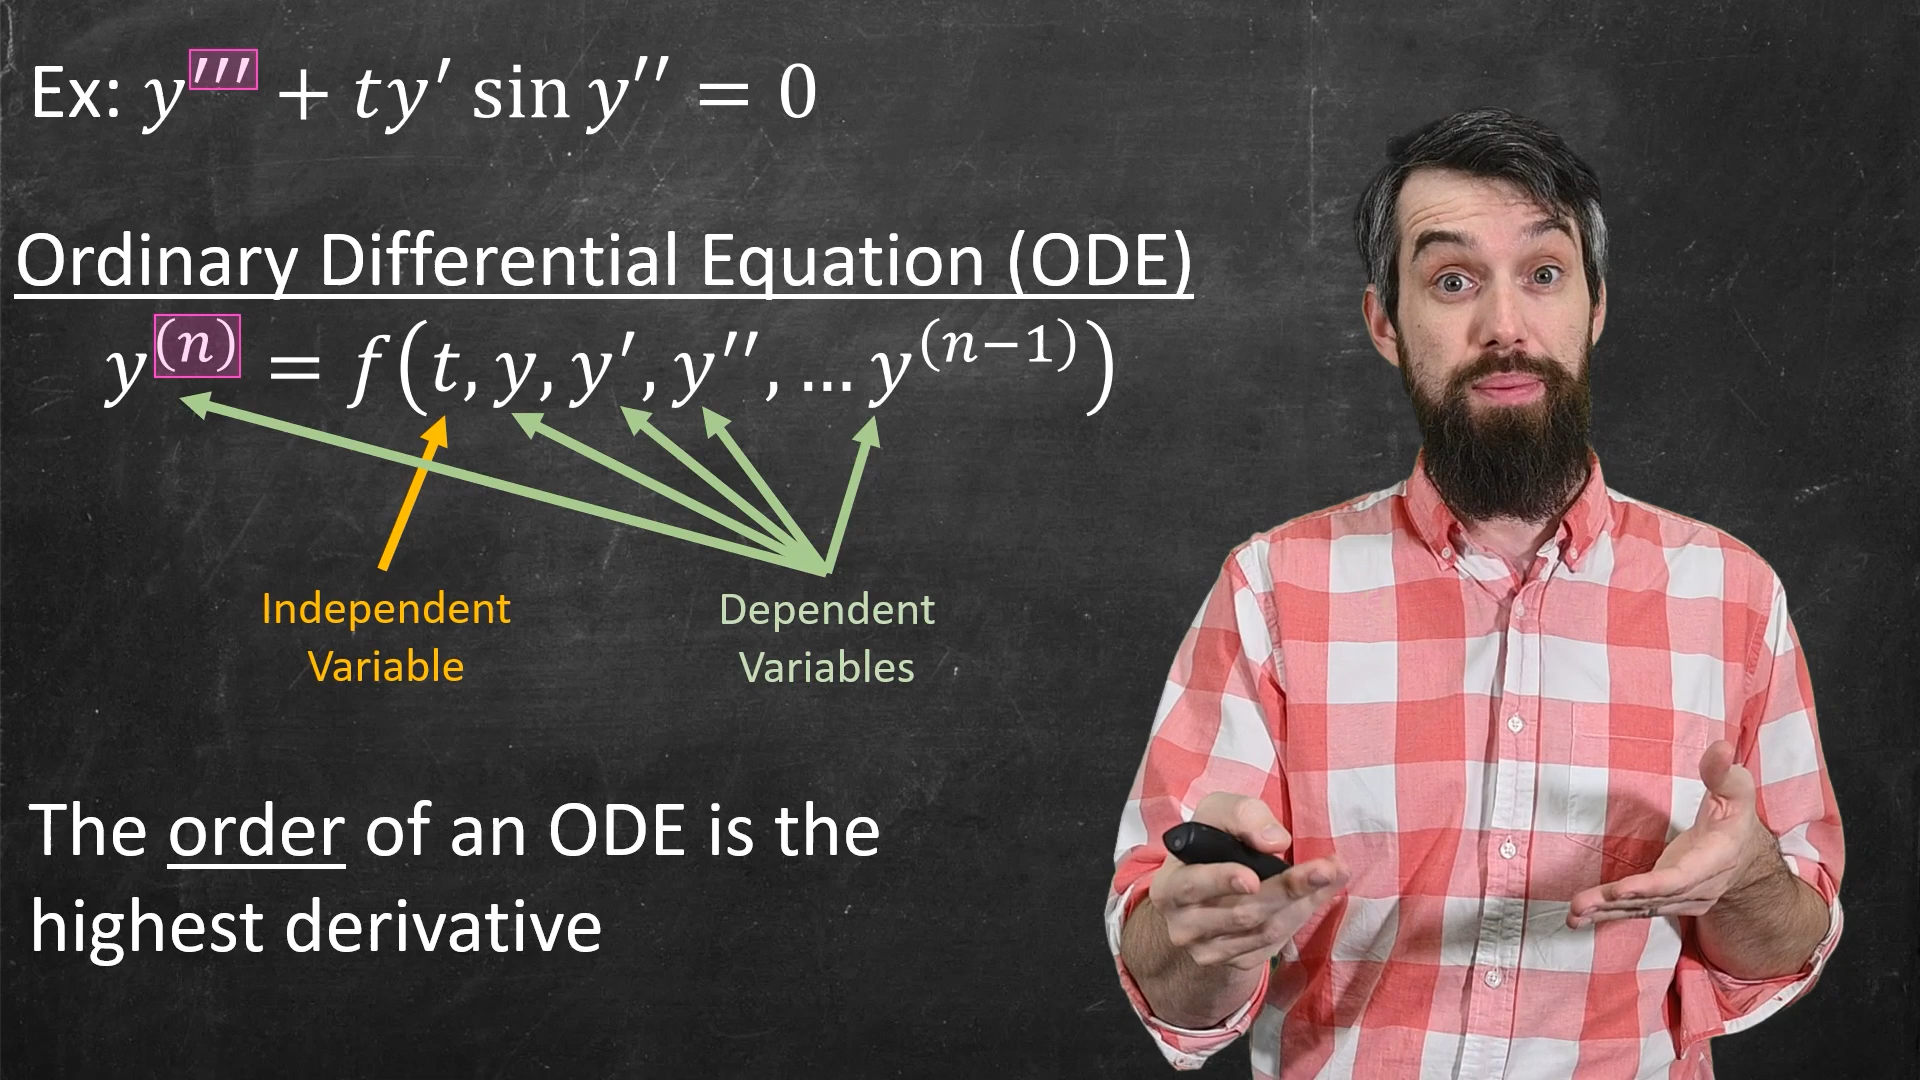 Ex: y′′′ + ty′ sin y′′ = 0
Ordinary Differential Equation (ODE)
y⁽ⁿ⁾ = f(t, y, y′, y′′, … y⁽ⁿ⁻¹⁾)
Independent
Variable
Dependent
Variables
The order of an ODE is the
highest derivative